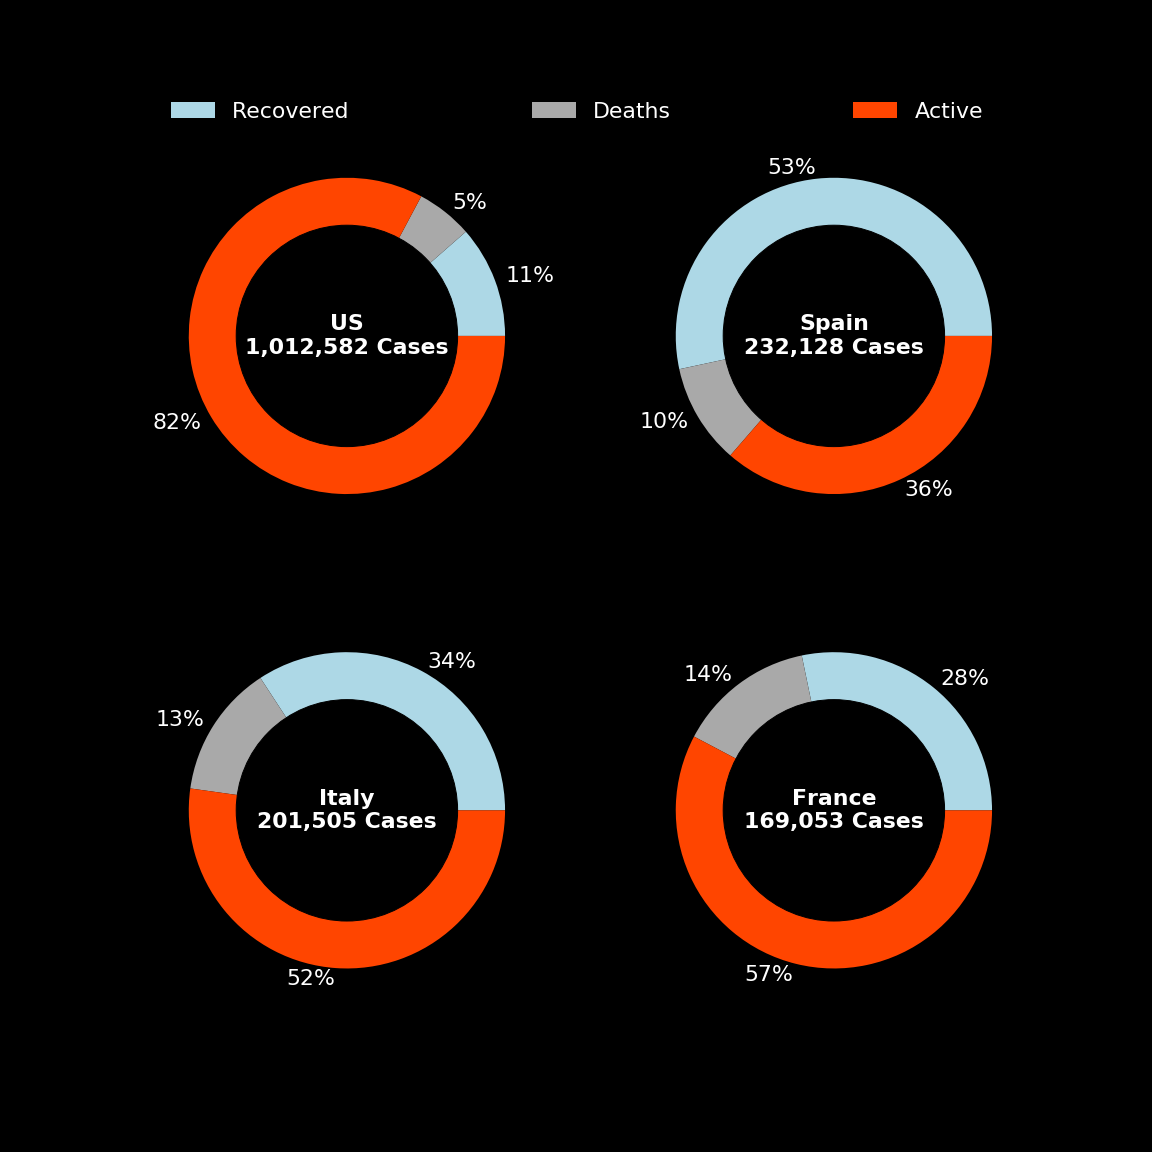 Recovered
Deaths
Active
5%
11%
US
1,012,582 Cases
82%
53%
Spain
232,128 Cases
10%
36%
34%
13%
Italy
201,505 Cases
52%
14%
28%
France
169,053 Cases
57%